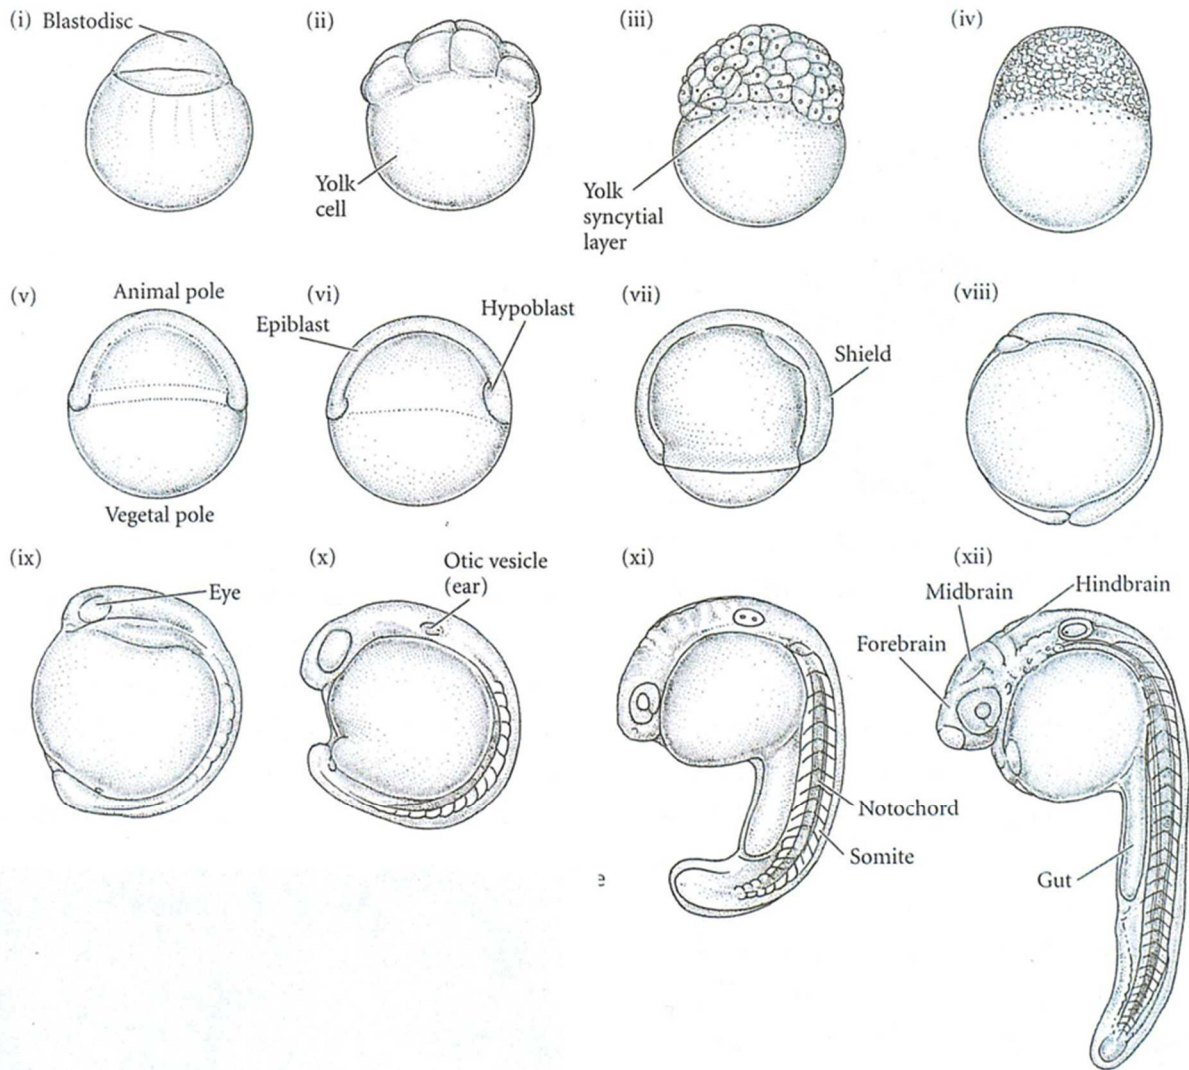 (i) Blastodisc
(ii)
(iii)
(iv)
Yolk
cell
Yolk
syncytial
layer
(v)
Animal pole
(vi)
Epiblast
Hypoblast
(vii)
Shield
(viii)
Vegetal pole
(ix)
Eye
(x)
Otic vesicle
(ear)
(xi)
(xii)
Hindbrain
Midbrain
Forebrain
Notochord
Somite
Gut
e